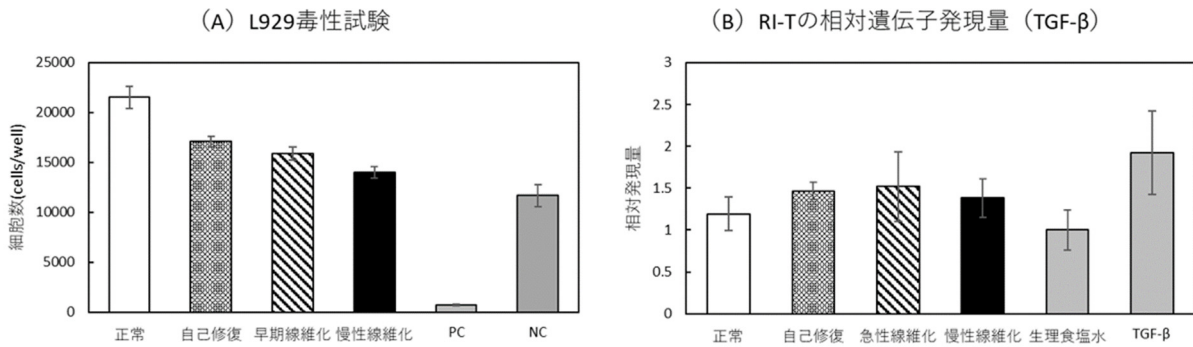 （A）L929毒性試験
25000
20000
15000
10000
5000
0
細胞数(cells/well)
正常 自己修復 早期線維化 慢性線維化 PC NC
（B）RI-Tの相対遺伝子発現量（TGF-β）
3
2.5
2
1.5
1
0.5
0
相対発現量
正常 自己修復 急性線維化 慢性線維化 生理食塩水 TGF-β